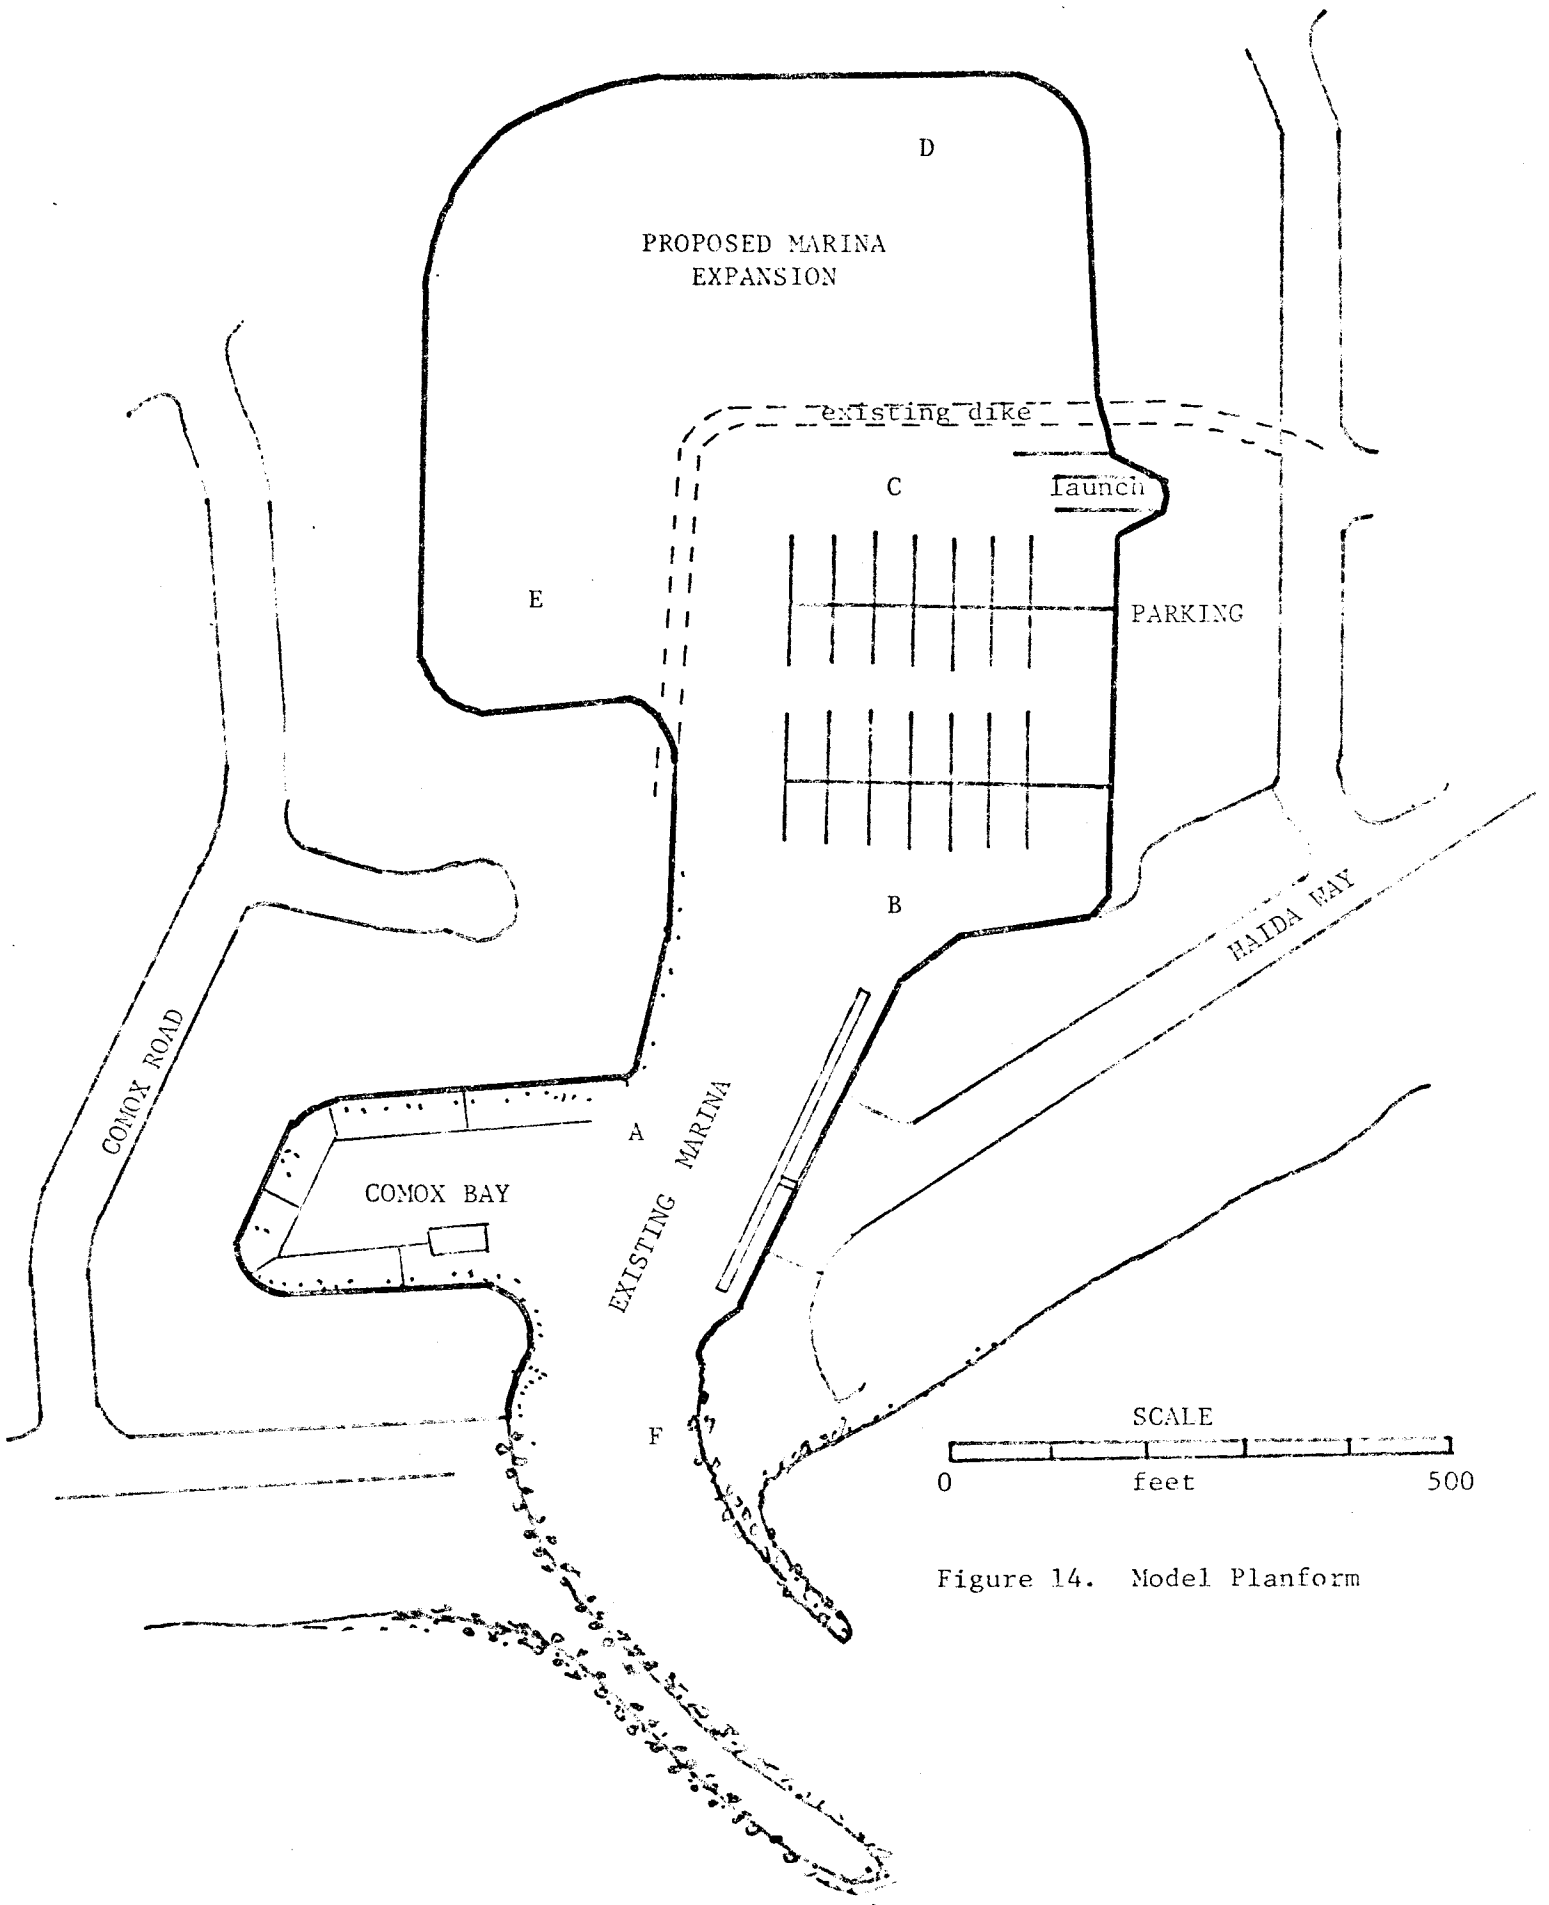 D
PROPOSED MARINA
EXPANSION
existing dike
C
launch
E
PARKING
B
HAIDA WAY
COMOX ROAD
A
EXISTING MARINA
COMOX BAY
F
SCALE
0 feet 500
Figure 14. Model Planform